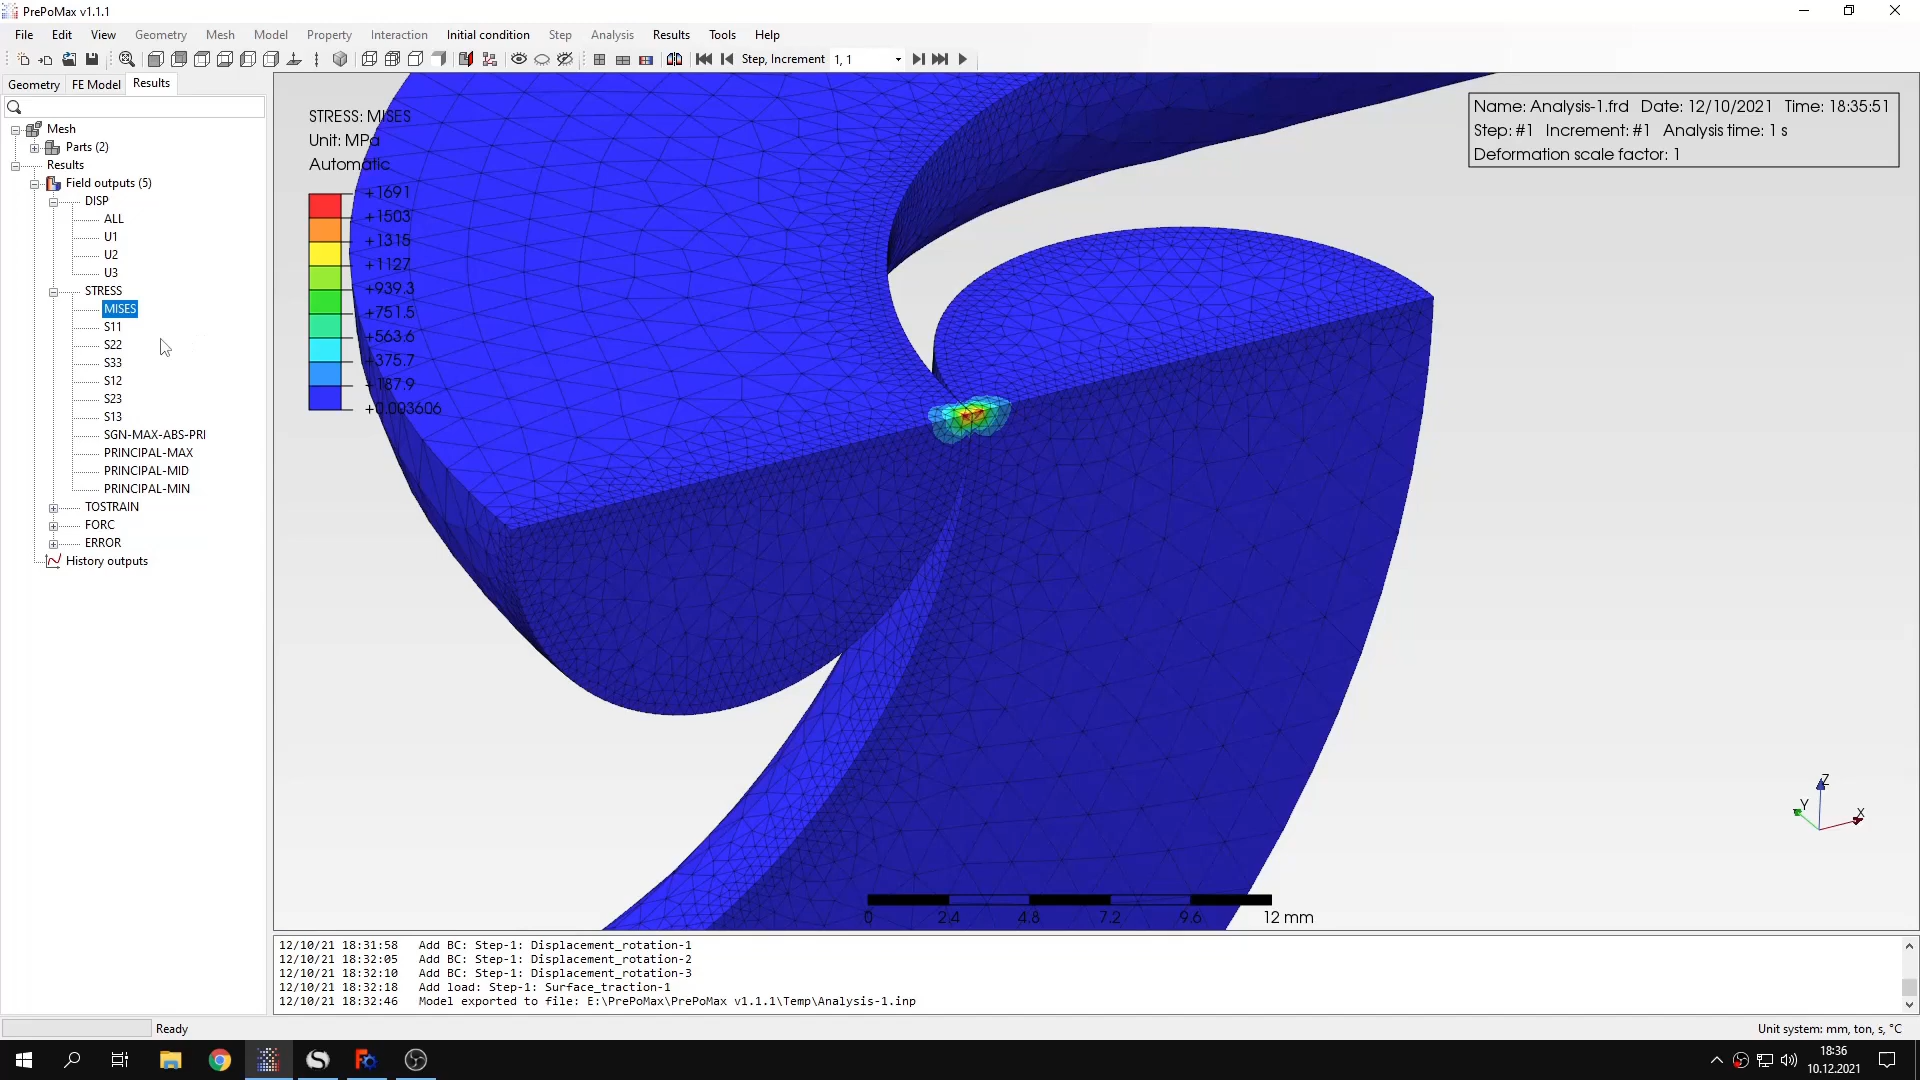 PrePoMax v1.1.1
File Edit View Geometry Mesh Model Property Interaction Initial condition Step Analysis Results Tools Help
Step, Increment 1, 1
Geometry FE Model Results
Mesh
Parts (2)
Results
Field outputs (5)
DISP
ALL
U1
U2
U3
STRESS
MISES
S11
S22
S33
S12
S23
S13
SGN-MAX-ABS-PRI
PRINCIPAL-MAX
PRINCIPAL-MID
PRINCIPAL-MIN
TOSTRAIN
FORC
ERROR
History outputs
STRESS: MISES
Unit: MPa
Automatic
+1691
+1503
+1315
+1127
+939.3
+751.5
+563.6
+375.7
+187.9
+0.003606
Name: Analysis-1.frd Date: 12/10/2021 Time: 18:35:51
Step: #1 Increment: #1 Analysis time: 1 s
Deformation scale factor: 1
Z
Y
X
0 2.4 4.8 7.2 9.6 12 mm
12/10/21 18:31:58 Add BC: Step-1: Displacement_rotation-1
12/10/21 18:32:05 Add BC: Step-1: Displacement_rotation-2
12/10/21 18:32:10 Add BC: Step-1: Displacement_rotation-3
12/10/21 18:32:18 Add load: Step-1: Surface_traction-1
12/10/21 18:32:46 Model exported to file: E:\PrePoMax\PrePoMax v1.1.1\Temp\Analysis-1.inp
Ready
Unit system: mm, ton, s, °C
18:36
10.12.2021